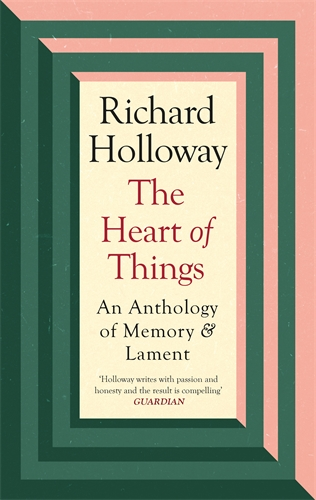 Richard
Holloway
The
Heart of
Things
An Anthology
of Memory &
Lament
‘Holloway writes with passion and
honesty and the result is compelling’
GUARDIAN